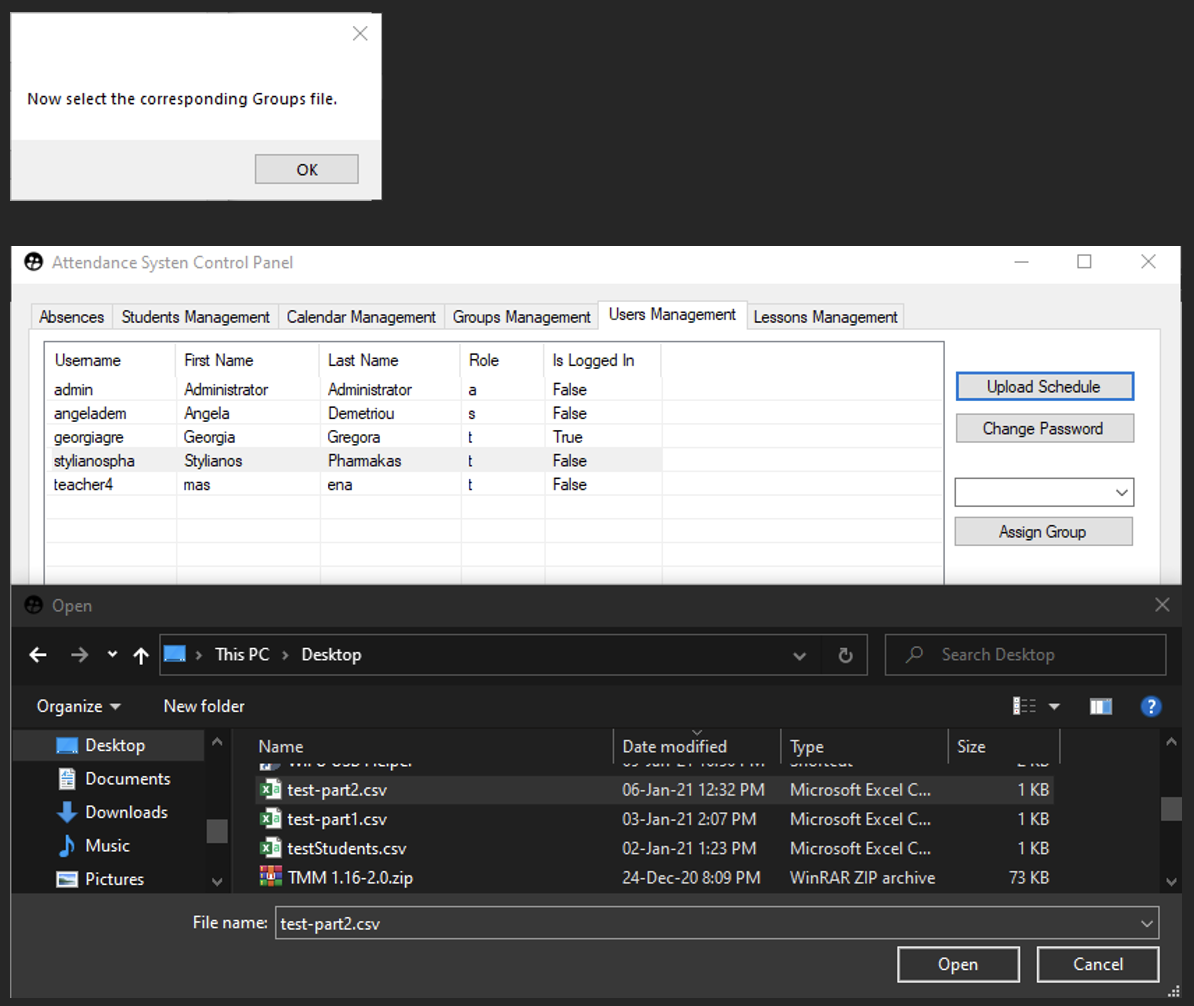 Now select the corresponding Groups file.
OK
Attendance Systen Control Panel
Absences Students Management Calendar Management Groups Management Users Management Lessons Management
Username First Name Last Name Role Is Logged In
admin Administrator Administrator a False
angeladem Angela Demetriou s False
georgiagre Georgia Gregora t True
stylianospha Stylianos Pharmakas t False
teacher4 mas ena t False
Upload Schedule
Change Password
Assign Group
Open
This PC > Desktop
Search Desktop
Organize New folder
Desktop
Documents
Downloads
Music
Pictures
Name Date modified Type Size
test-part2.csv 06-Jan-21 12:32 PM Microsoft Excel C... 1 KB
test-part1.csv 03-Jan-21 2:07 PM Microsoft Excel C... 1 KB
testStudents.csv 02-Jan-21 1:23 PM Microsoft Excel C... 1 KB
TMM 1.16-2.0.zip 24-Dec-20 8:09 PM WinRAR ZIP archive 73 KB
File name: test-part2.csv
Open Cancel